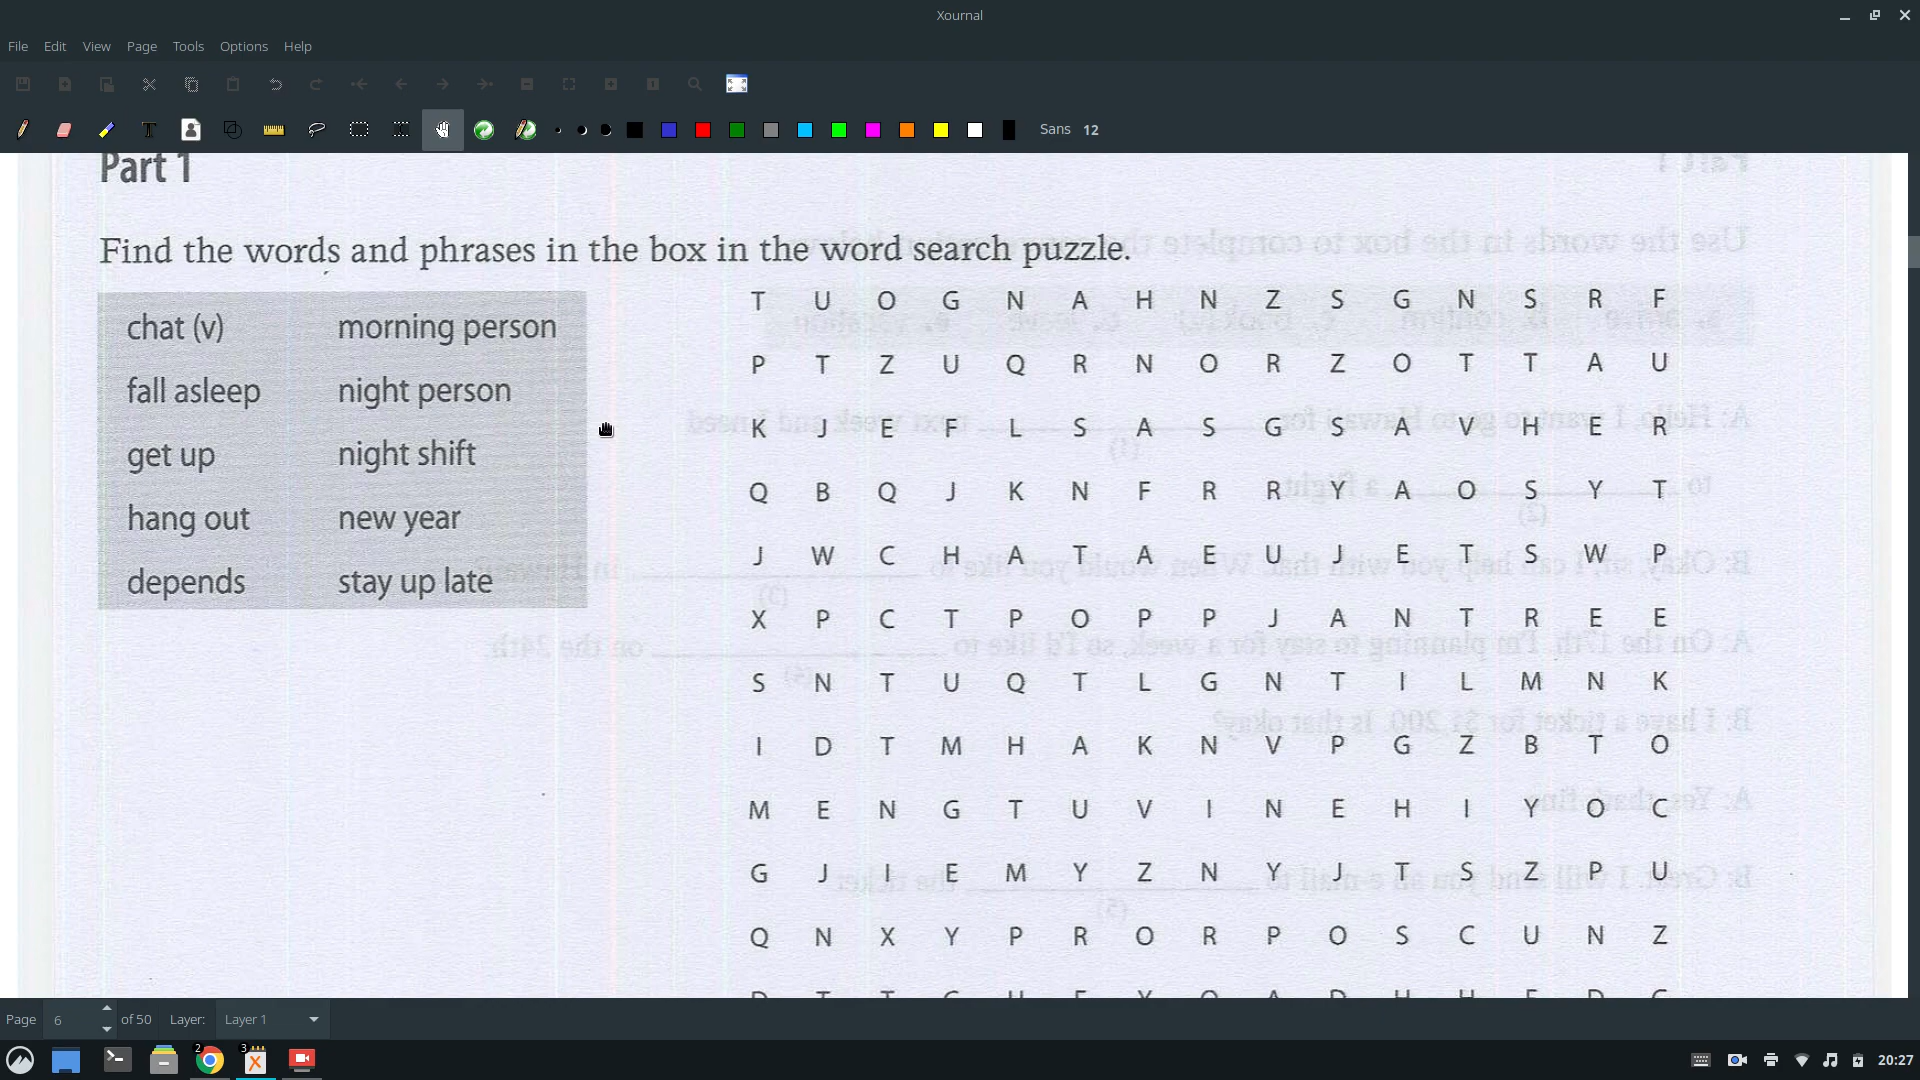 Xournal
File Edit View Page Tools Options Help
Sans 12
Part 1
Find the words and phrases in the box in the word search puzzle.
chat (v) morning person
fall asleep night person
get up night shift
hang out new year
depends stay up late
T U O G N A H N Z S G N S R F
P T Z U Q R N O R Z O T T A U
K J E F L S A S G S A V H E R
Q B Q J K N F R R Y A O S Y T
J W C H A T A E U J E T S W P
X P C T P O P P J A N T R E E
S N T U Q T L G N T I L M N K
I D T M H A K N V P G Z B T O
M E N G T U V I N E H I Y O C
G J I E M Y Z N Y J T S Z P U
Q N X Y P R O R P O S C U N Z
Page 6 of 50 Layer: Layer 1
2 3 20:27